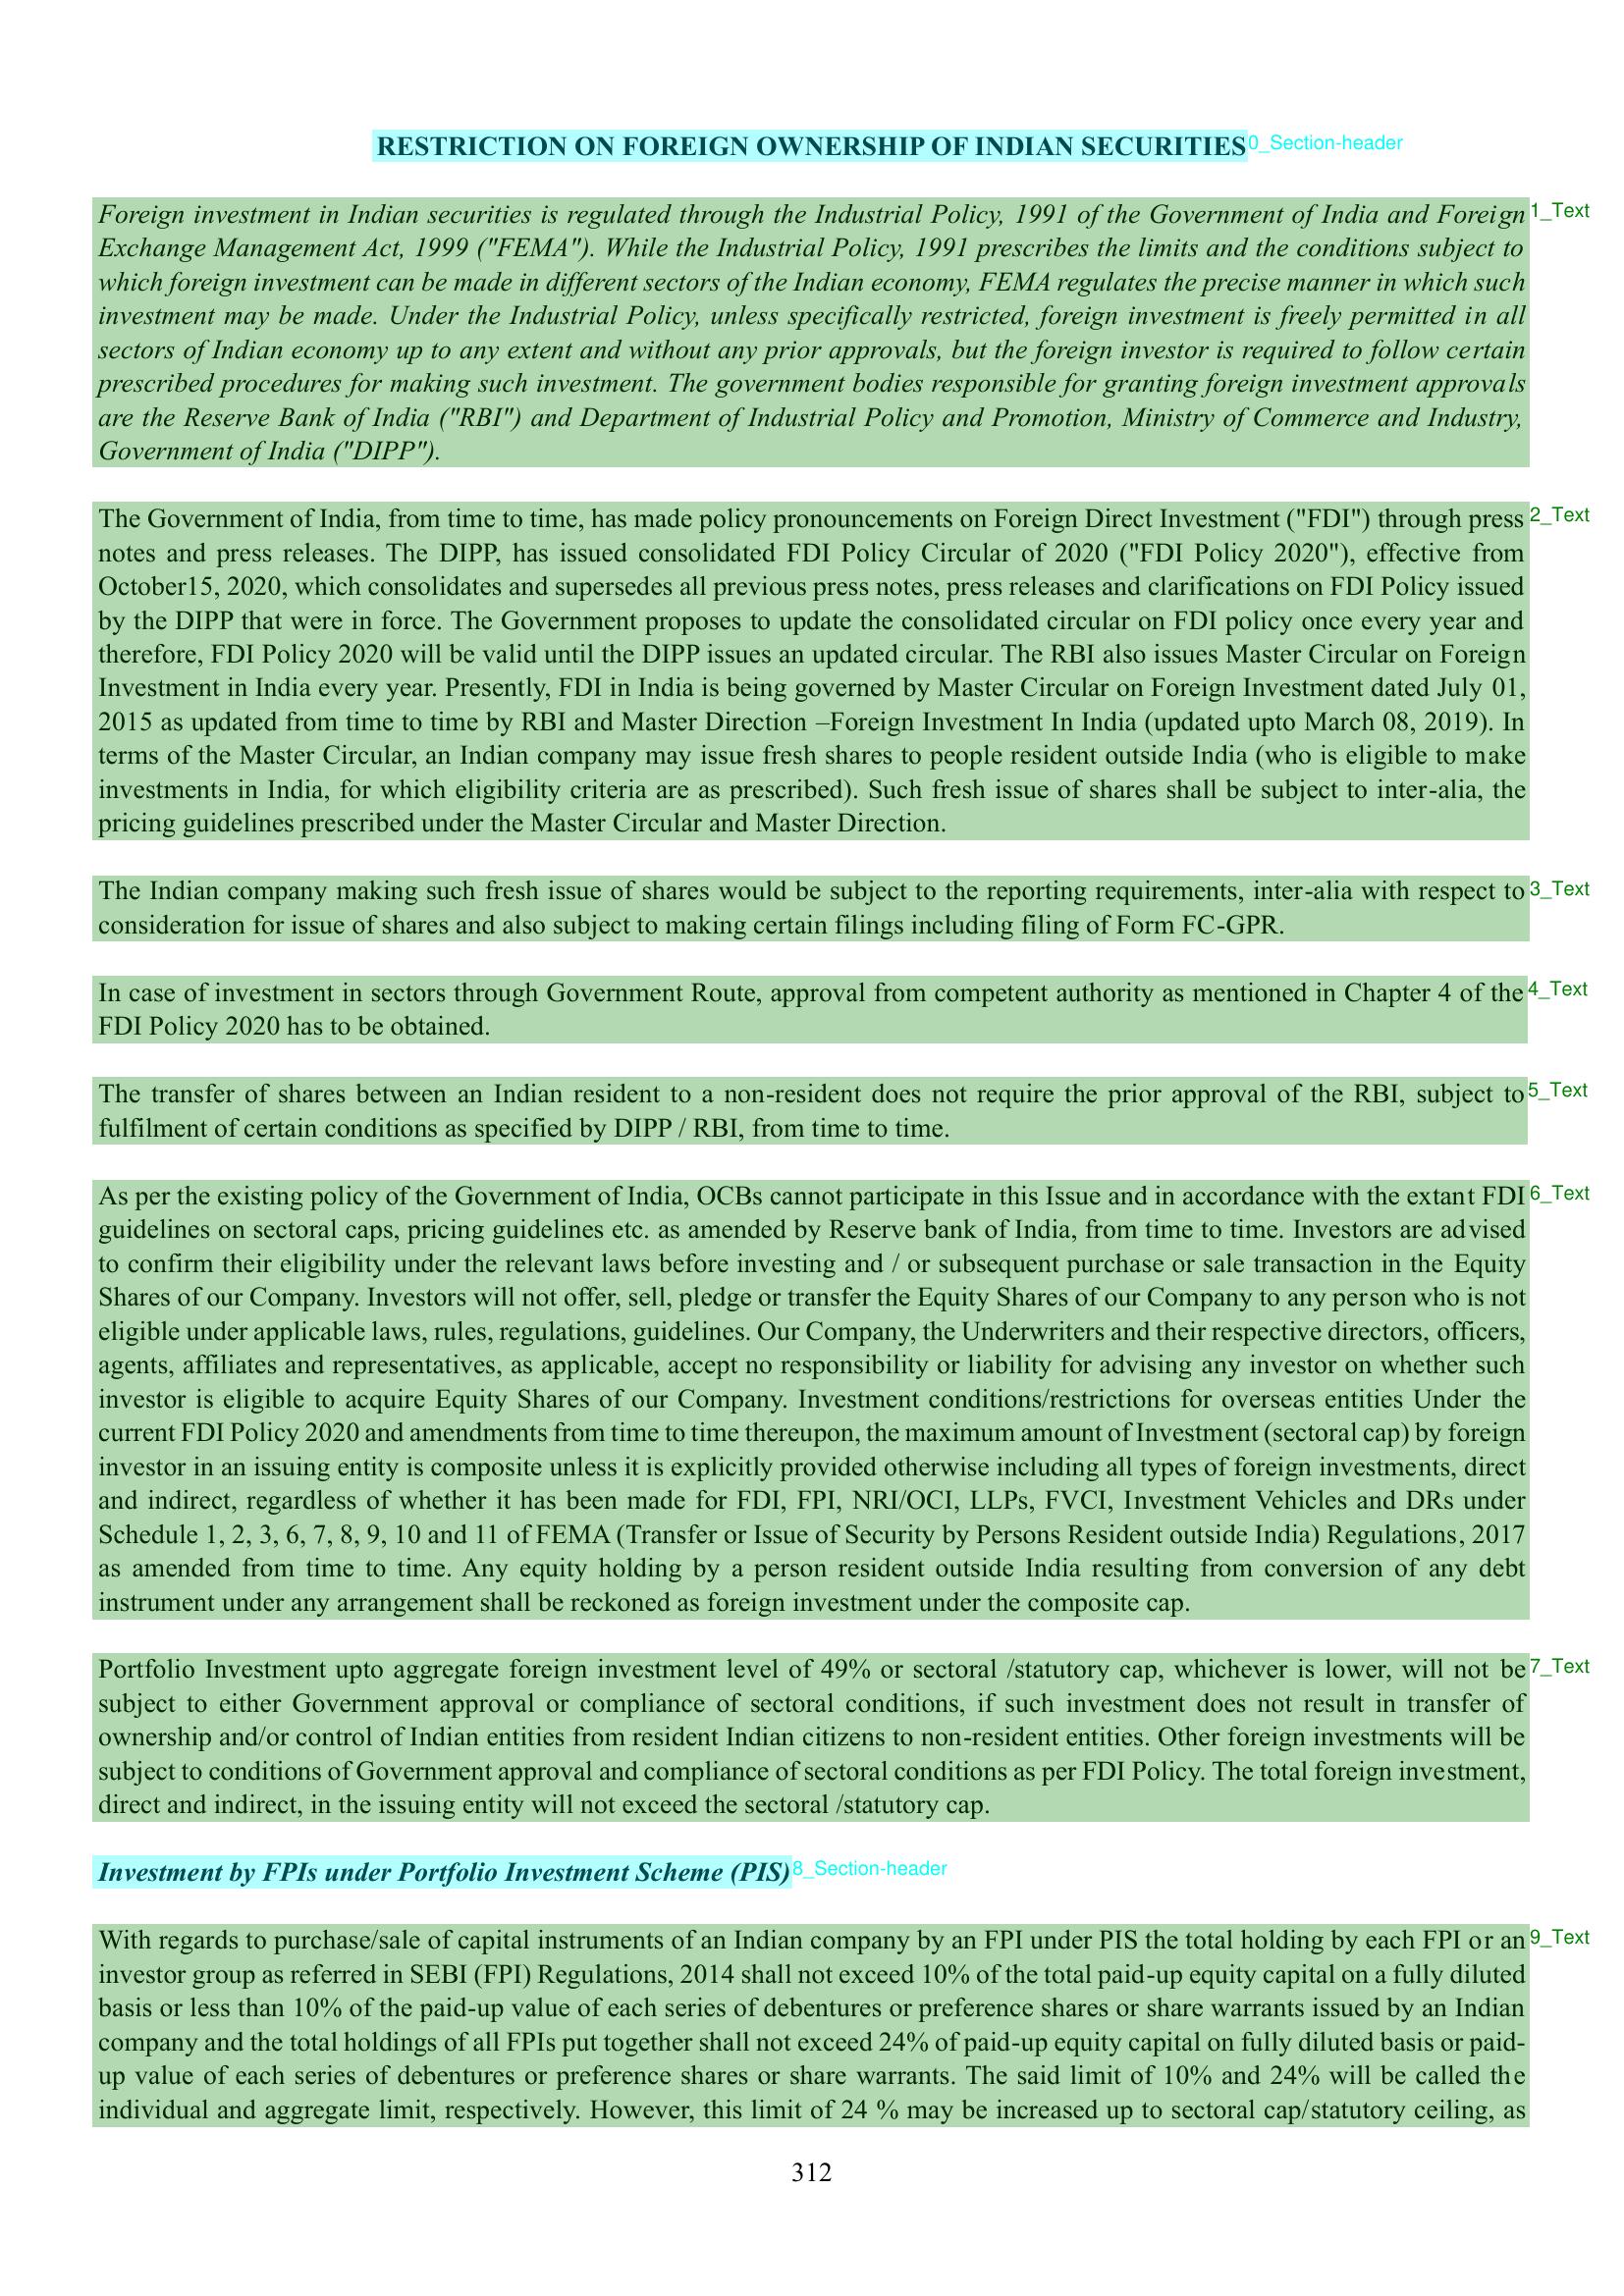 RESTRICTION ON FOREIGN OWNERSHIP OF INDIAN SECURITIES 0_Section-header
Foreign investment in Indian securities is regulated through the Industrial Policy, 1991 of the Government of India and Foreign 1_Text
Exchange Management Act, 1999 ("FEMA"). While the Industrial Policy, 1991 prescribes the limits and the conditions subject to
which foreign investment can be made in different sectors of the Indian economy, FEMA regulates the precise manner in which such
investment may be made. Under the Industrial Policy, unless specifically restricted, foreign investment is freely permitted in all
sectors of Indian economy up to any extent and without any prior approvals, but the foreign investor is required to follow certain
prescribed procedures for making such investment. The government bodies responsible for granting foreign investment approvals
are the Reserve Bank of India ("RBI") and Department of Industrial Policy and Promotion, Ministry of Commerce and Industry,
Government of India ("DIPP").
The Government of India, from time to time, has made policy pronouncements on Foreign Direct Investment ("FDI") through press 2_Text
notes and press releases. The DIPP, has issued consolidated FDI Policy Circular of 2020 ("FDI Policy 2020"), effective from
October15, 2020, which consolidates and supersedes all previous press notes, press releases and clarifications on FDI Policy issued
by the DIPP that were in force. The Government proposes to update the consolidated circular on FDI policy once every year and
therefore, FDI Policy 2020 will be valid until the DIPP issues an updated circular. The RBI also issues Master Circular on Foreign
Investment in India every year. Presently, FDI in India is being governed by Master Circular on Foreign Investment dated July 01,
2015 as updated from time to time by RBI and Master Direction –Foreign Investment In India (updated upto March 08, 2019). In
terms of the Master Circular, an Indian company may issue fresh shares to people resident outside India (who is eligible to make
investments in India, for which eligibility criteria are as prescribed). Such fresh issue of shares shall be subject to inter-alia, the
pricing guidelines prescribed under the Master Circular and Master Direction.
The Indian company making such fresh issue of shares would be subject to the reporting requirements, inter-alia with respect to 3_Text
consideration for issue of shares and also subject to making certain filings including filing of Form FC-GPR.
In case of investment in sectors through Government Route, approval from competent authority as mentioned in Chapter 4 of the 4_Text
FDI Policy 2020 has to be obtained.
The transfer of shares between an Indian resident to a non-resident does not require the prior approval of the RBI, subject to 5_Text
fulfilment of certain conditions as specified by DIPP / RBI, from time to time.
As per the existing policy of the Government of India, OCBs cannot participate in this Issue and in accordance with the extant FDI 6_Text
guidelines on sectoral caps, pricing guidelines etc. as amended by Reserve bank of India, from time to time. Investors are advised
to confirm their eligibility under the relevant laws before investing and / or subsequent purchase or sale transaction in the Equity
Shares of our Company. Investors will not offer, sell, pledge or transfer the Equity Shares of our Company to any person who is not
eligible under applicable laws, rules, regulations, guidelines. Our Company, the Underwriters and their respective directors, officers,
agents, affiliates and representatives, as applicable, accept no responsibility or liability for advising any investor on whether such
investor is eligible to acquire Equity Shares of our Company. Investment conditions/restrictions for overseas entities Under the
current FDI Policy 2020 and amendments from time to time thereupon, the maximum amount of Investment (sectoral cap) by foreign
investor in an issuing entity is composite unless it is explicitly provided otherwise including all types of foreign investments, direct
and indirect, regardless of whether it has been made for FDI, FPI, NRI/OCI, LLPs, FVCI, Investment Vehicles and DRs under
Schedule 1, 2, 3, 6, 7, 8, 9, 10 and 11 of FEMA (Transfer or Issue of Security by Persons Resident outside India) Regulations, 2017
as amended from time to time. Any equity holding by a person resident outside India resulting from conversion of any debt
instrument under any arrangement shall be reckoned as foreign investment under the composite cap.
Portfolio Investment upto aggregate foreign investment level of 49% or sectoral /statutory cap, whichever is lower, will not be 7_Text
subject to either Government approval or compliance of sectoral conditions, if such investment does not result in transfer of
ownership and/or control of Indian entities from resident Indian citizens to non-resident entities. Other foreign investments will be
subject to conditions of Government approval and compliance of sectoral conditions as per FDI Policy. The total foreign investment,
direct and indirect, in the issuing entity will not exceed the sectoral /statutory cap.
Investment by FPIs under Portfolio Investment Scheme (PIS) 8_Section-header
With regards to purchase/sale of capital instruments of an Indian company by an FPI under PIS the total holding by each FPI or an 9_Text
investor group as referred in SEBI (FPI) Regulations, 2014 shall not exceed 10% of the total paid-up equity capital on a fully diluted
basis or less than 10% of the paid-up value of each series of debentures or preference shares or share warrants issued by an Indian
company and the total holdings of all FPIs put together shall not exceed 24% of paid-up equity capital on fully diluted basis or paid-
up value of each series of debentures or preference shares or share warrants. The said limit of 10% and 24% will be called the
individual and aggregate limit, respectively. However, this limit of 24 % may be increased up to sectoral cap/statutory ceiling, as
312